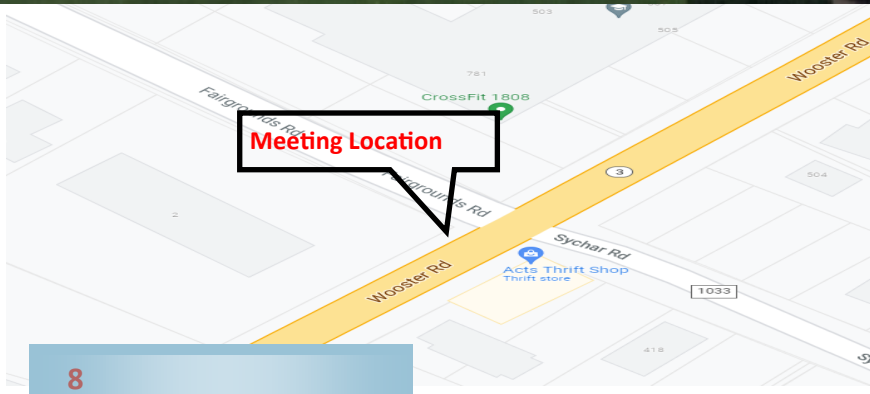 503
505
Wooster Rd
781
CrossFit 1808
Fairgrounds Rd
Meeting Location
3
504
Fairgrounds Rd
2
Sychar Rd
Acts Thrift Shop
Thrift store
Wooster Rd
1033
418
8